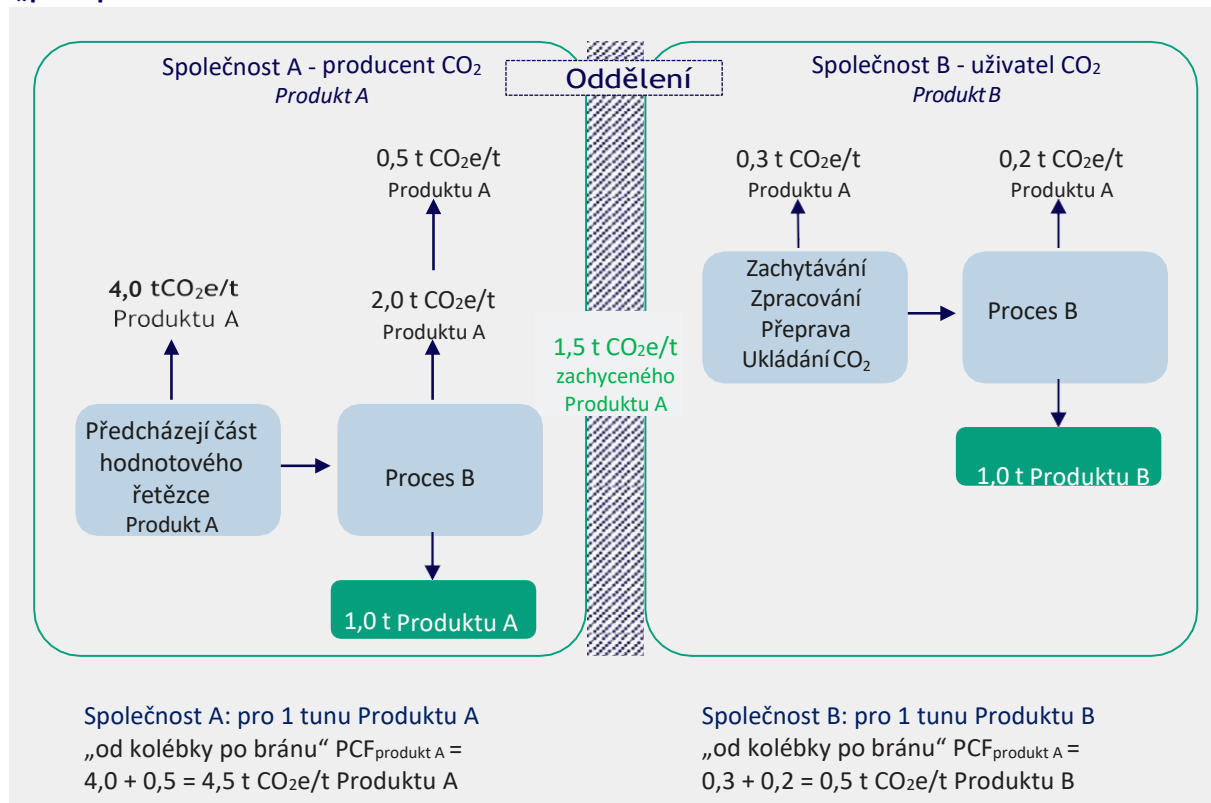 Společnost A - producent CO₂
Produkt A
Oddělení
Společnost B - uživatel CO₂
Produkt B
0,5 t CO₂e/t
Produktu A
4,0 tCO₂e/t
Produktu A
2,0 t CO₂e/t
Produktu A
Předcházejí část
hodnotového
řetězce
Produkt A
Proces B
1,0 t Produktu A
1,5 t CO₂e/t
zachyceného
Produktu A
0,3 t CO₂e/t
Produktu A
0,2 t CO₂e/t
Produktu A
Zachytávání
Zpracování
Přeprava
Ukládání CO₂
Proces B
1,0 t Produktu B
Společnost A: pro 1 tunu Produktu A
„od kolébky po bránu“ PCFprodukt A =
4,0 + 0,5 = 4,5 t CO₂e/t Produktu A
Společnost B: pro 1 tunu Produktu B
„od kolébky po bránu“ PCFprodukt A =
0,3 + 0,2 = 0,5 t CO₂e/t Produktu B